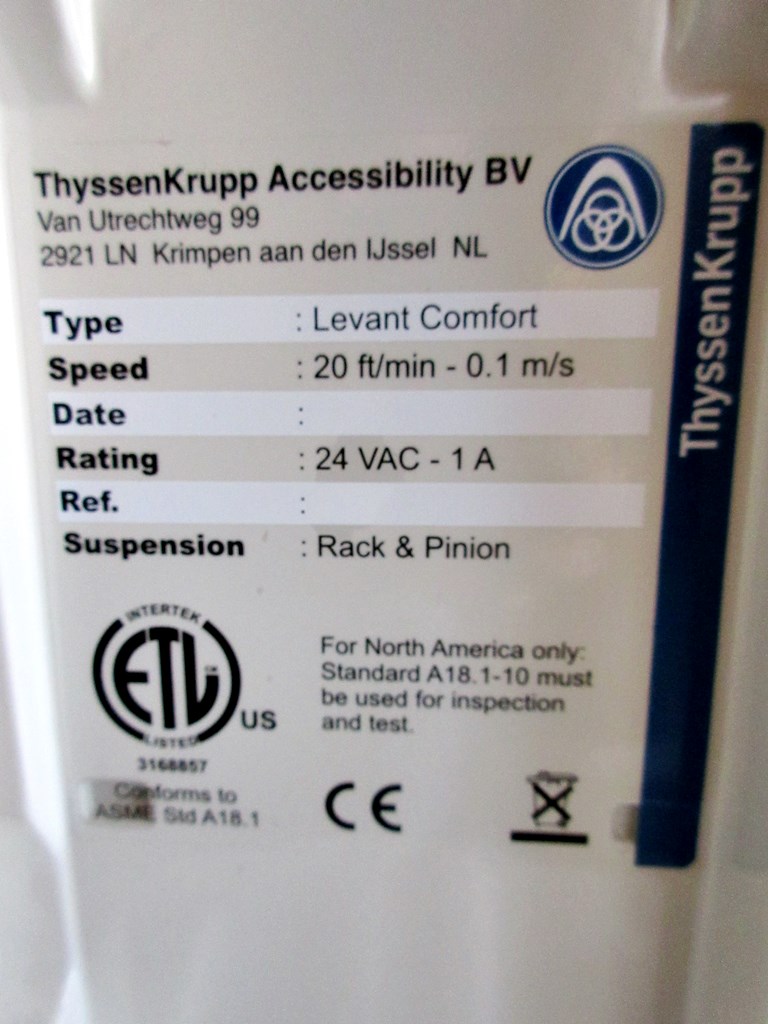 ThyssenKrupp Accessibility BV
Van Utrechtweg 99
2921 LN Krimpen aan den IJssel NL
ThyssenKrupp
Type : Levant Comfort
Speed : 20 ft/min - 0.1 m/s
Date :
Rating : 24 VAC - 1 A
Ref. :
Suspension : Rack & Pinion
INTERTEK
ETL
LISTED
US
3168857
Conforms to
ASME Std A18.1
For North America only:
Standard A18.1-10 must
be used for inspection
and test.
CE